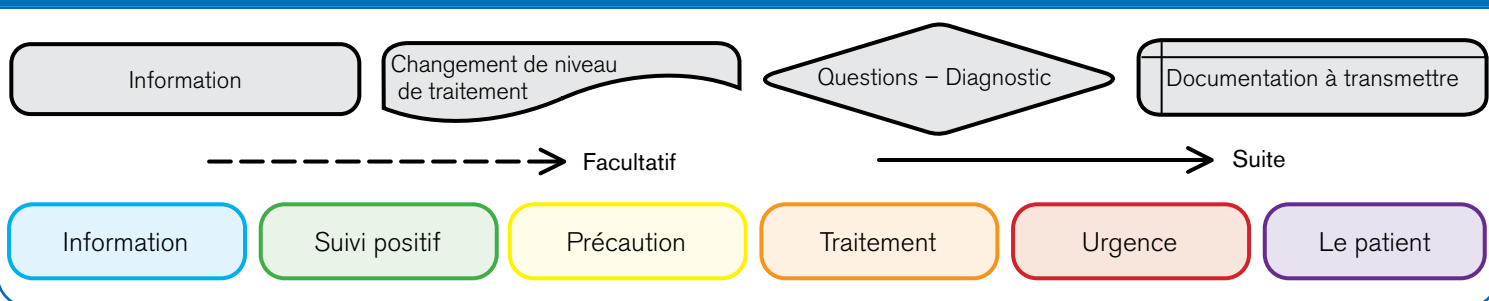 Information
Changement de niveau
de traitement
Questions – Diagnostic
Documentation à transmettre
Facultatif
Suite
Information
Suivi positif
Précaution
Traitement
Urgence
Le patient